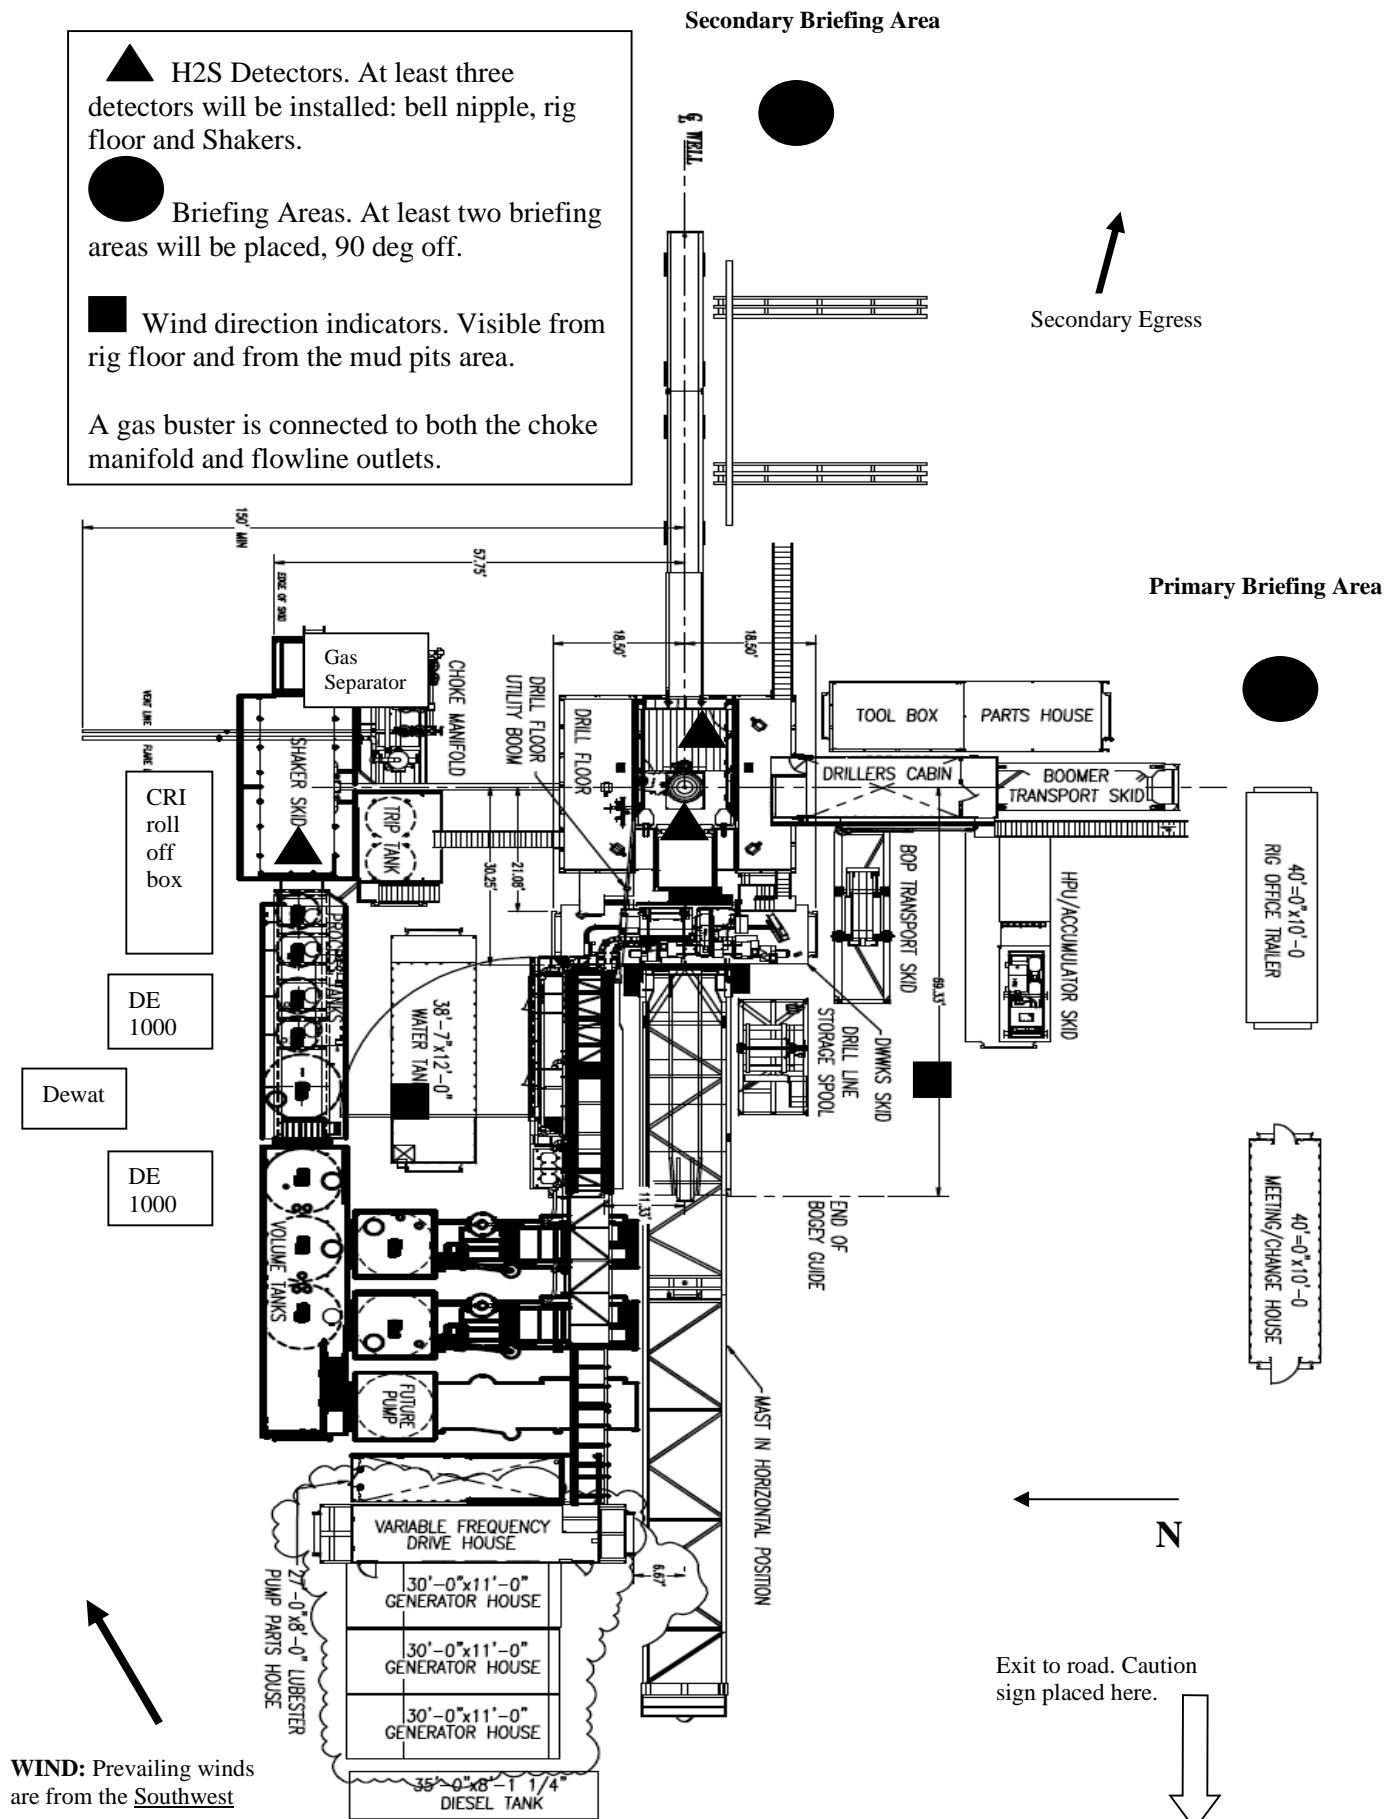 Secondary Briefing Area
H2S Detectors. At least three
detectors will be installed: bell nipple, rig
floor and Shakers.
Briefing Areas. At least two briefing
areas will be placed, 90 deg off.
Wind direction indicators. Visible from
rig floor and from the mud pits area.
A gas buster is connected to both the choke
manifold and flowline outlets.
WELL
Secondary Egress
150' MIN
57.75'
EDGE OF SKID
18.50'
18.50'
Primary Briefing Area
Gas
Separator
CHOKE MANIFOLD
DRILL FLOOR
UTILITY BOOM
DRILL FLOOR
TOOL BOX
PARTS HOUSE
VENT LINE
SHAKER SKID
DRILLERS CABIN
BOOMER
TRANSPORT SKID
CRI
roll
off
box
TRIP TANK
30.25'
21.08'
BOP TRANSPORT SKID
HPU/ACCUMULATOR SKID
40'=0"x10'-0
RIG OFFICE TRAILER
DE
1000
38'-7"x12'-0"
WATER TANK
69.33'
DWWKS SKID
DRILL LINE
STORAGE SPOOL
Dewat
DE
1000
11.33'
END OF
BOGEY GUIDE
40'=0"x10'-0
MEETING/CHANGE HOUSE
VOLUME TANKS
FUTURE
PUMP
MAST IN HORIZONTAL POSITION
N
VARIABLE FREQUENCY
DRIVE HOUSE
6.67'
27'-0"x8'-0" LUBESTER
PUMP PARTS HOUSE
30'-0"x11'-0"
GENERATOR HOUSE
30'-0"x11'-0"
GENERATOR HOUSE
30'-0"x11'-0"
GENERATOR HOUSE
Exit to road. Caution
sign placed here.
WIND: Prevailing winds
are from the Southwest
35'-0"x8'-1 1/4"
DIESEL TANK